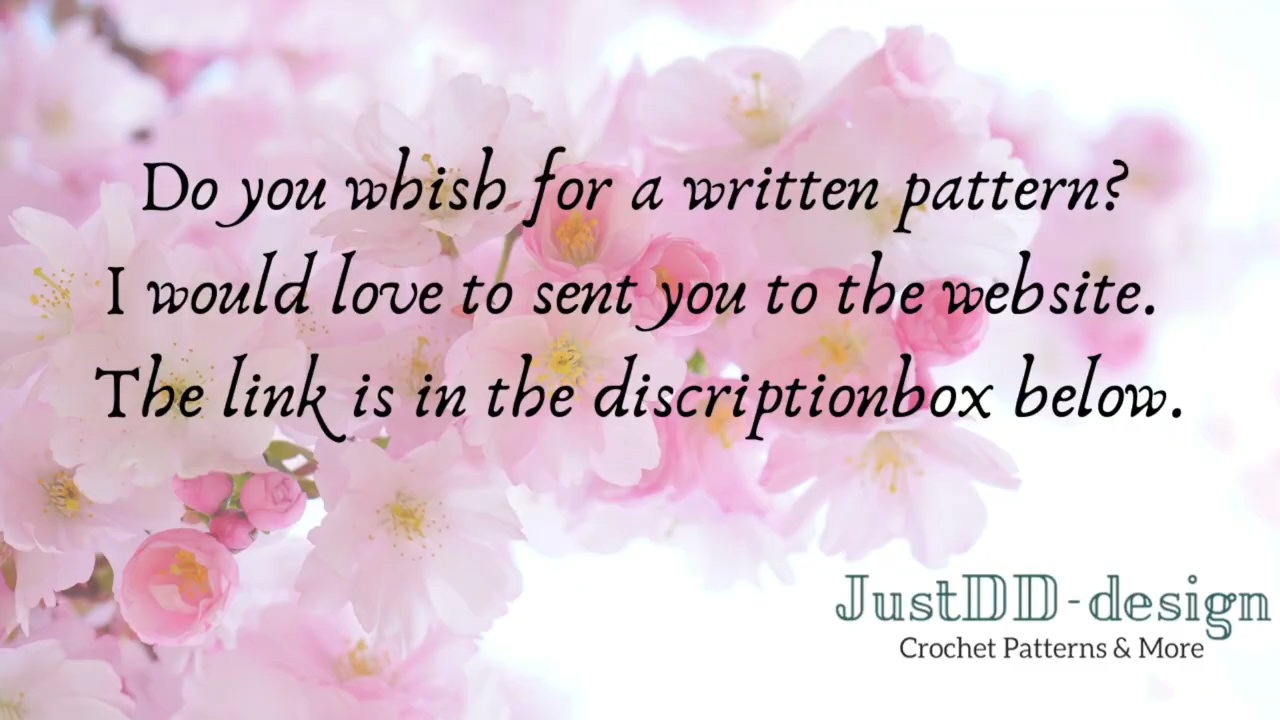 Do you whish for a written pattern?
I would love to sent you to the website.
The link is in the discriptionbox below.
JustDD-design
Crochet Patterns & More